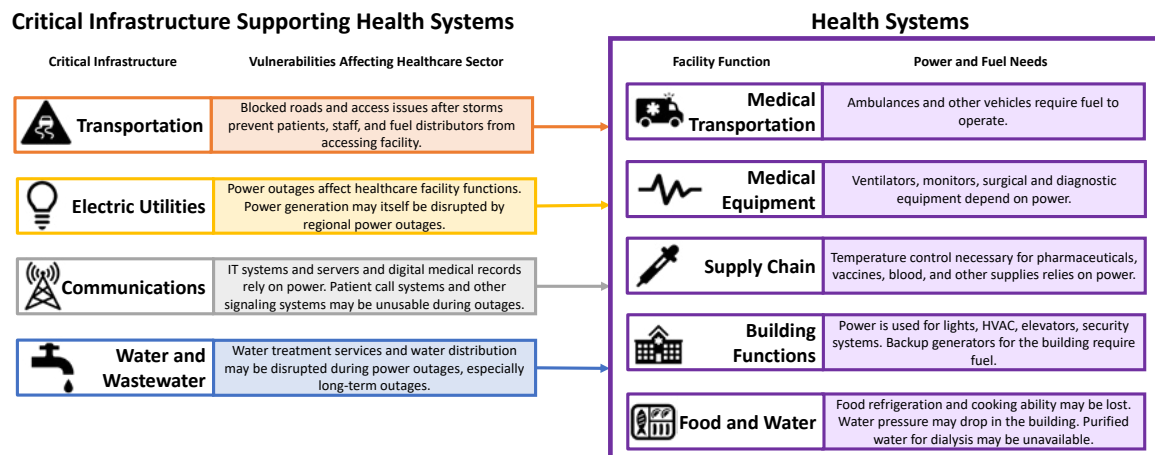 Critical Infrastructure Supporting Health Systems
Critical Infrastructure
Vulnerabilities Affecting Healthcare Sector
Transportation
Blocked roads and access issues after storms
prevent patients, staff, and fuel distributors from
accessing facility.
Electric Utilities
Power outages affect healthcare facility functions.
Power generation may itself be disrupted by
regional power outages.
Communications
IT systems and servers and digital medical records
rely on power. Patient call systems and other
signaling systems may be unusable during outages.
Water and
Wastewater
Water treatment services and water distribution
may be disrupted during power outages, especially
long-term outages.
Health Systems
Facility Function
Power and Fuel Needs
Medical
Transportation
Ambulances and other vehicles require fuel to
operate.
Medical
Equipment
Ventilators, monitors, surgical and diagnostic
equipment depend on power.
Supply Chain
Temperature control necessary for pharmaceuticals,
vaccines, blood, and other supplies relies on power.
Building
Functions
Power is used for lights, HVAC, elevators, security
systems. Backup generators for the building require
fuel.
Food and Water
Food refrigeration and cooking ability may be lost.
Water pressure may drop in the building. Purified
water for dialysis may be unavailable.